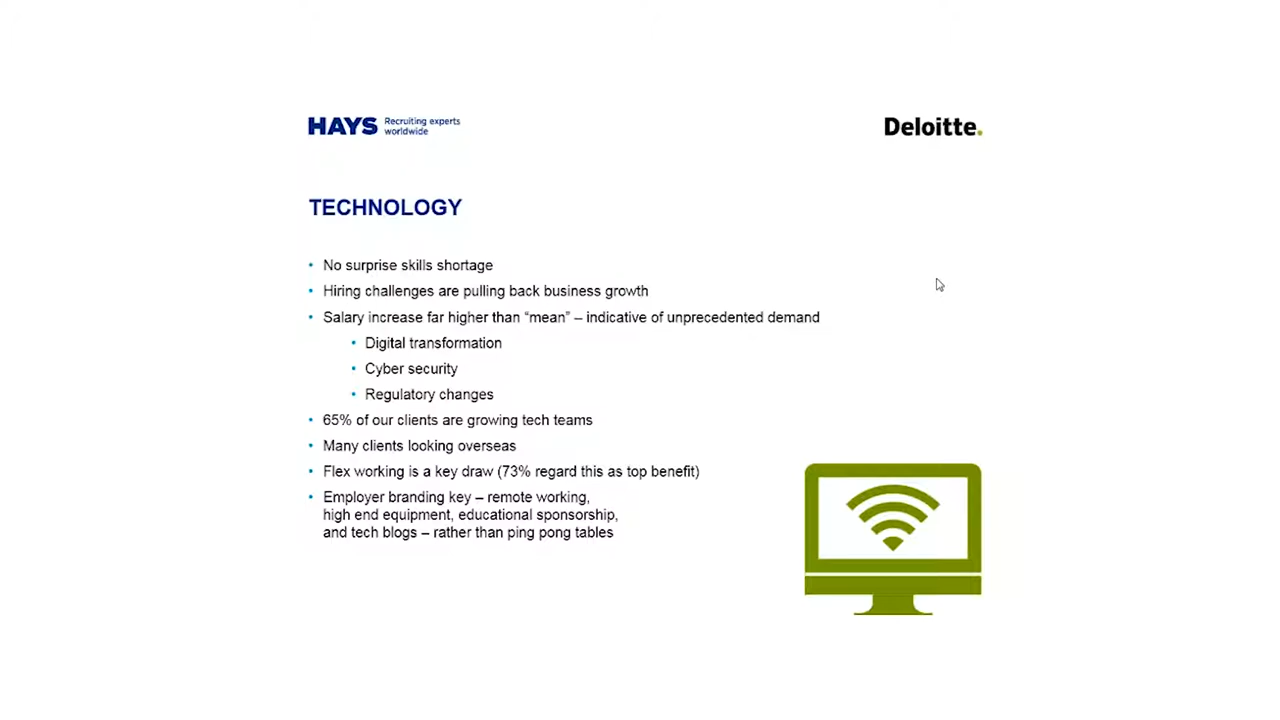 HAYS Recruiting experts
worldwide
Deloitte.
TECHNOLOGY
• No surprise skills shortage
• Hiring challenges are pulling back business growth
• Salary increase far higher than “mean” – indicative of unprecedented demand
• Digital transformation
• Cyber security
• Regulatory changes
• 65% of our clients are growing tech teams
• Many clients looking overseas
• Flex working is a key draw (73% regard this as top benefit)
• Employer branding key – remote working,
high end equipment, educational sponsorship,
and tech blogs – rather than ping pong tables